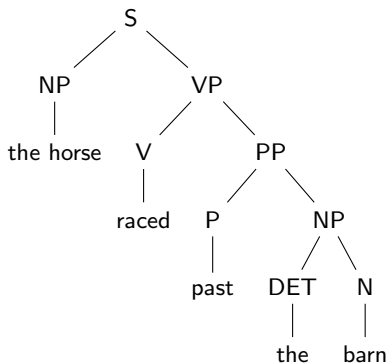 S
NP VP
the horse V PP
raced P NP
past DET N
the barn